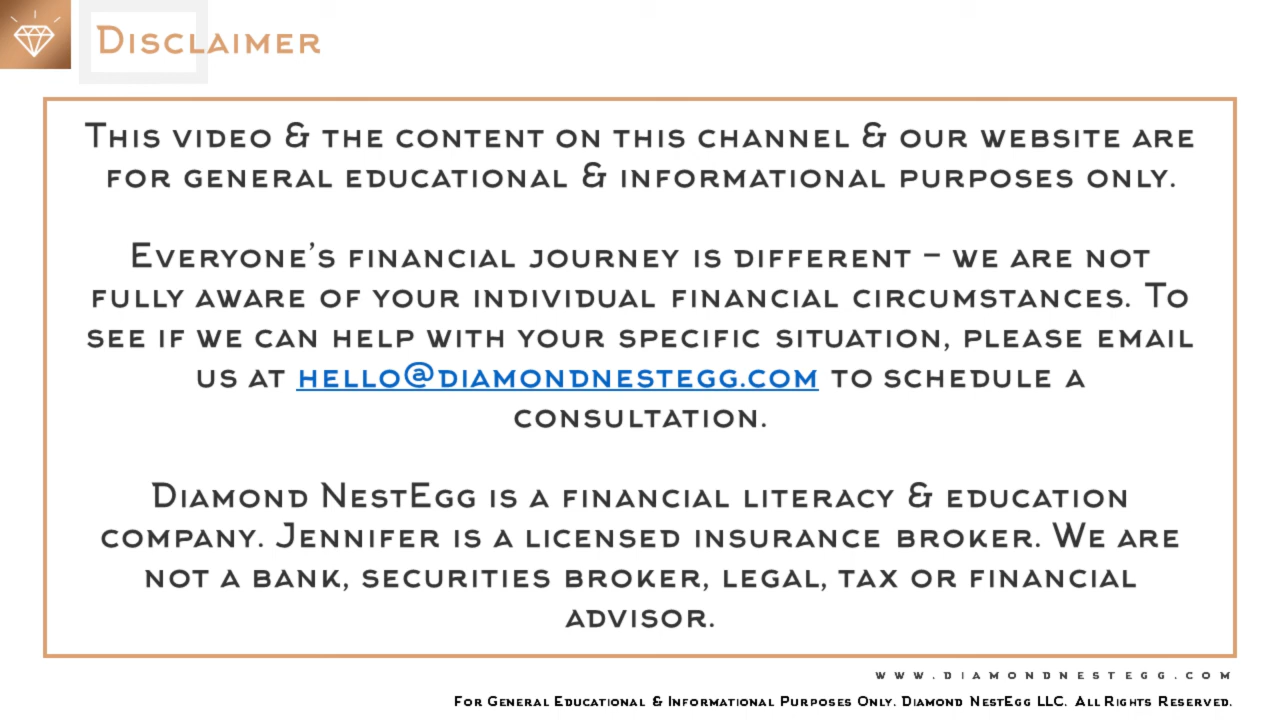 Disclaimer
This video & the content on this channel & our website are
for general educational & informational purposes only.
Everyone's financial journey is different – we are not
fully aware of your individual financial circumstances. To
see if we can help with your specific situation, please email
us at hello@diamondnestegg.com to schedule a
consultation.
Diamond NestEgg is a financial literacy & education
company. Jennifer is a licensed insurance broker. We are
not a bank, securities broker, legal, tax or financial
advisor.
www.diamondnestegg.com
For General Educational & Informational Purposes Only. Diamond NestEgg LLC. All Rights Reserved.